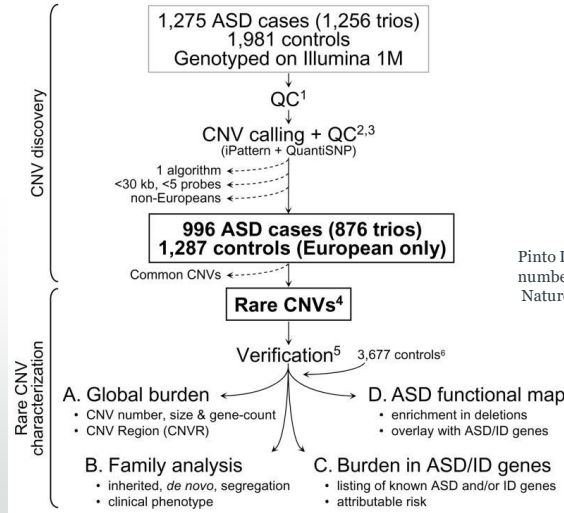 1,275 ASD cases (1,256 trios)
1,981 controls
Genotyped on Illumina 1M
QC¹
CNV calling + QC²,³
(iPattern + QuantiSNP)
1 algorithm
<30 kb, <5 probes
non-Europeans
996 ASD cases (876 trios)
1,287 controls (European only)
Common CNVs
Rare CNVs⁴
Verification⁵
3,677 controls⁶
CNV discovery
Rare CNV
characterization
A. Global burden
• CNV number, size & gene-count
• CNV Region (CNVR)
D. ASD functional map
• enrichment in deletions
• overlay with ASD/ID genes
B. Family analysis
• inherited, de novo, segregation
• clinical phenotype
C. Burden in ASD/ID genes
• listing of known ASD and/or ID genes
• attributable risk
Pinto
number
Nature